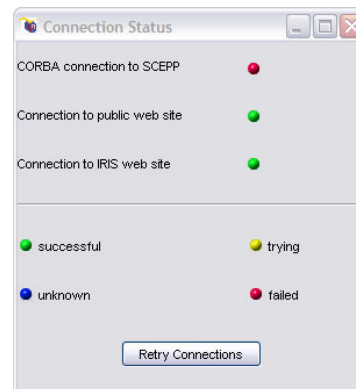 Connection Status
CORBA connection to SCEPP
Connection to public web site
Connection to IRIS web site
successful trying
unknown failed
Retry Connections